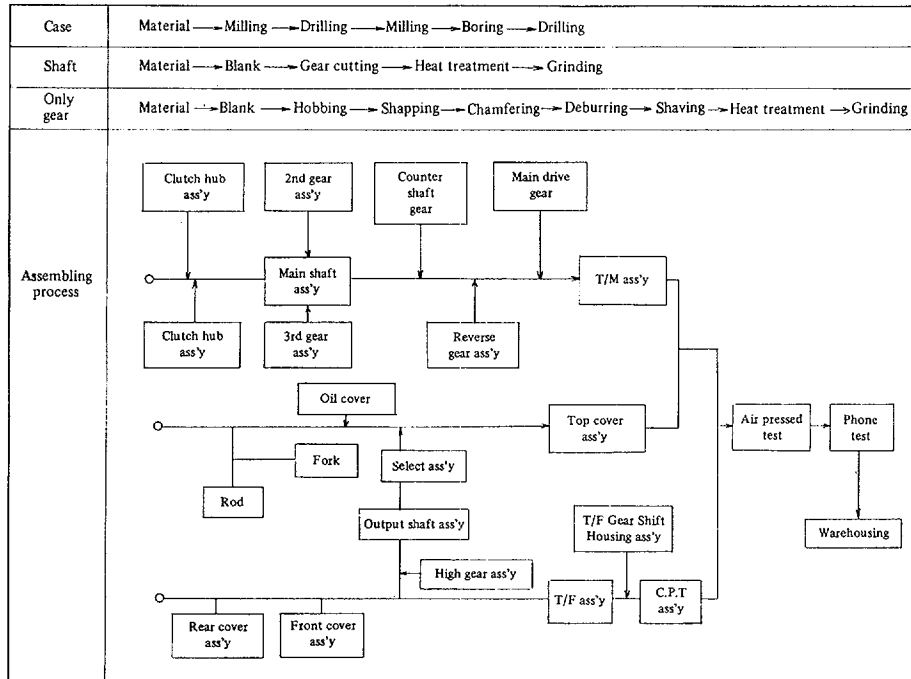 Case
Material → Milling → Drilling → Milling → Boring → Drilling
Shaft
Material → Blank → Gear cutting → Heat treatment → Grinding
Only
gear
Material → Blank → Hobbing → Shapping → Chamfering → Deburring → Shaving → Heat treatment → Grinding
Assembling
process
Clutch hub
ass'y
2nd gear
ass'y
Counter
shaft
gear
Main drive
gear
Main shaft
ass'y
T/M ass'y
Clutch hub
ass'y
3rd gear
ass'y
Reverse
gear ass'y
Oil cover
Top cover
ass'y
Air pressed
test
Phone
test
Fork
Select ass'y
Rod
Output shaft ass'y
T/F Gear Shift
Housing ass'y
Warehousing
High gear ass'y
T/F ass'y
C.P.T
ass'y
Rear cover
ass'y
Front cover
ass'y